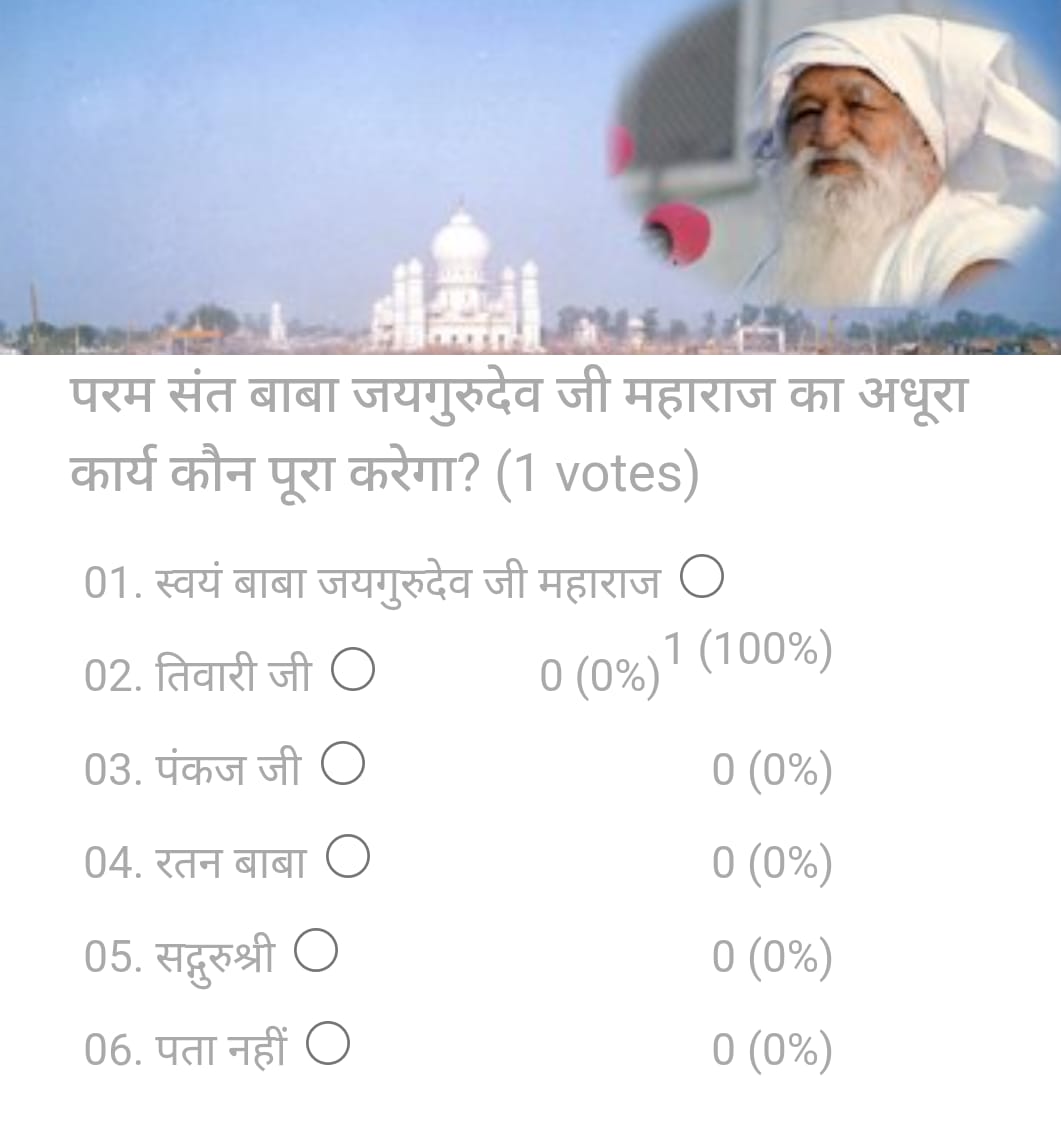 परम संत बाबा जयगुरुदेव जी महाराज का अधूरा
कार्य कौन पूरा करेगा? (1 votes)
01. स्वयं बाबा जयगुरुदेव जी महाराज
1 (100%)
02. तिवारी जी 0 (0%)
03. पंकज जी 0 (0%)
04. रतन बाबा 0 (0%)
05. सद्गुरुश्री 0 (0%)
06. पता नहीं 0 (0%)